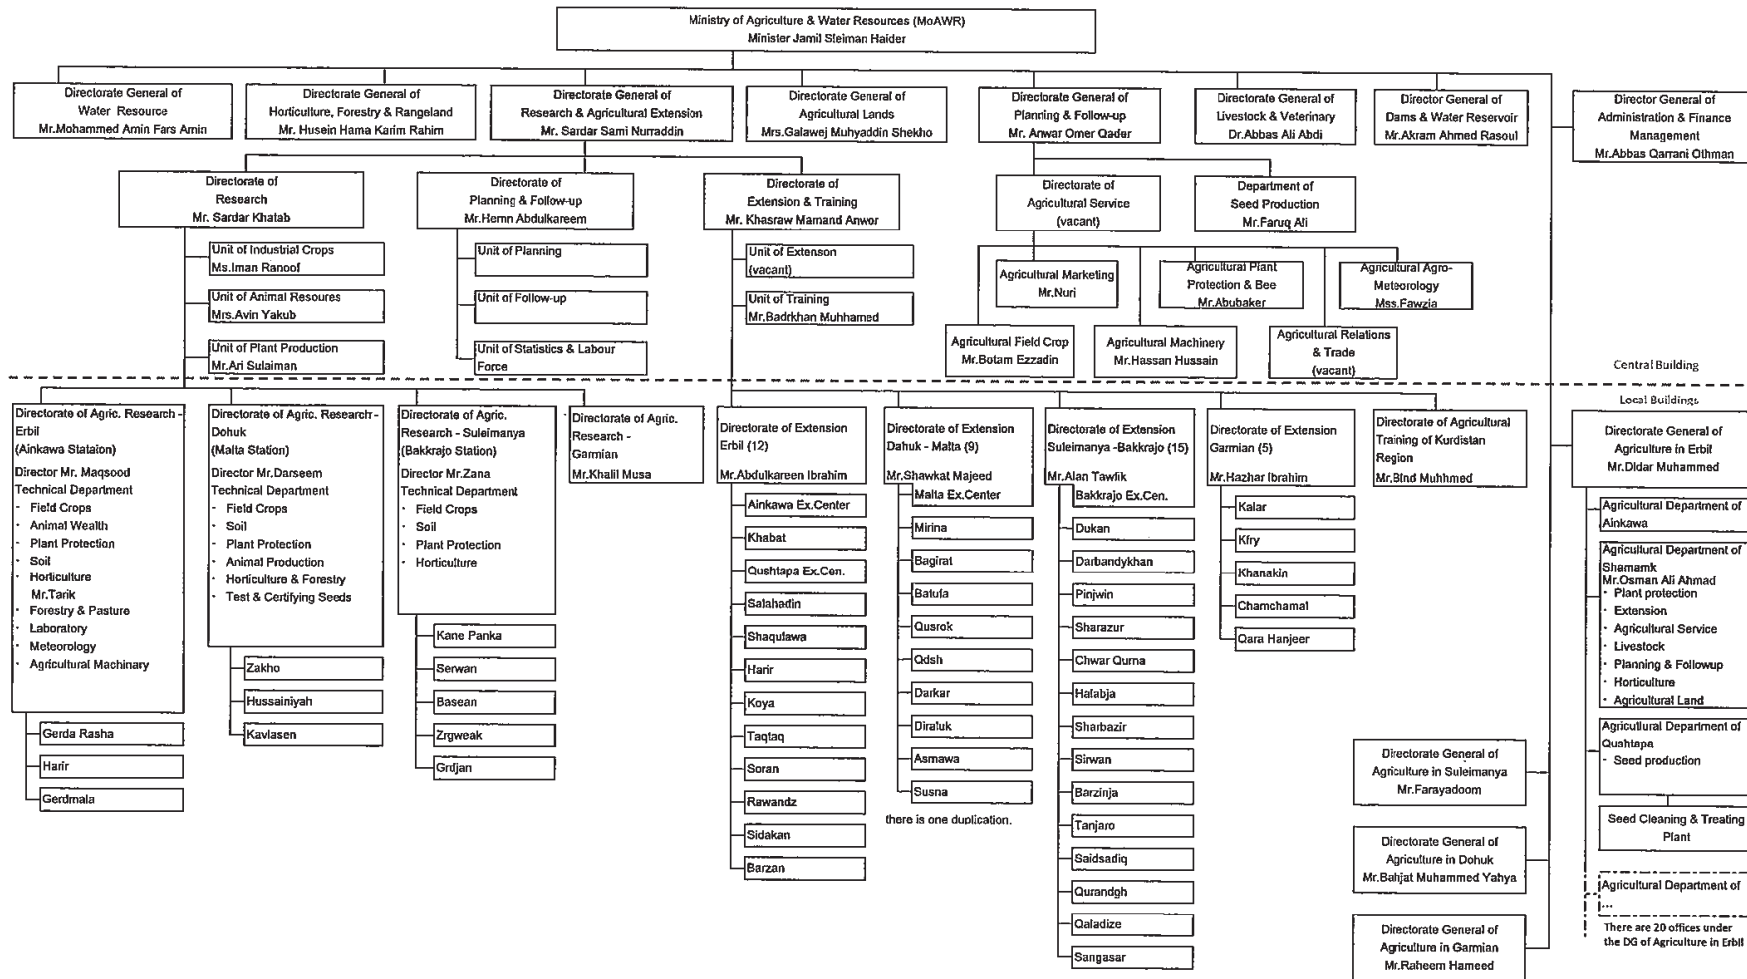 Ministry of Agriculture & Water Resources (MoAWR)
Minister Jamil Sleiman Haider
Directorate General of
Water Resource
Mr.Mohammed Amin Fars Amin
Directorate General of
Horticulture, Forestry & Rangeland
Mr. Husein Hama Karim Rahim
Directorate General of
Research & Agricultural Extension
Mr. Sardar Sami Nurraddin
Directorate General of
Agricultural Lands
Mrs.Galawej Muhyaddin Shekho
Directorate General of
Planning & Follow-up
Mr. Anwar Omer Qader
Directorate General of
Livestock & Veterinary
Dr.Abbas Ali Abdi
Director General of
Dams & Water Reservoir
Mr.Akram Ahmed Rasoul
Director General of
Administration & Finance
Management
Mr.Abbas Qarrani Othman
Directorate of
Research
Mr. Sardar Khatab
Directorate of
Planning & Follow-up
Mr.Hemn Abdulkareem
Directorate of
Extension & Training
Mr. Khasraw Mamand Anwor
Directorate of
Agricultural Service
(vacant)
Department of
Seed Production
Mr.Faruq Ali
Unit of Industrial Crops
Ms.Iman Ranoof
Unit of Animal Resoures
Mrs.Avin Yakub
Unit of Plant Production
Mr.Ari Sulaiman
Unit of Planning
Unit of Follow-up
Unit of Statistics & Labour
Force
Unit of Extenson
(vacant)
Unit of Training
Mr.Badrkhan Muhhamed
Agricultural Marketing
Mr.Nuri
Agricultural Plant
Protection & Bee
Mr.Abubaker
Agricultural Agro-
Meteorology
Mss.Fawzia
Agricultural Field Crop
Mr.Botam Ezzadin
Agricultural Machinery
Mr.Hassan Hussain
Agricultural Relations
& Trade
(vacant)
Central Building
Local Buildings
Directorate of Agric. Research -
Erbil
(Ainkawa Stataion)
Director Mr. Maqsood
Technical Department
- Field Crops
· Animal Wealth
· Plant Protection
· Soil
· Horticulture
Mr.Tarik
· Forestry & Pasture
· Laboratory
· Meteorology
· Agricultural Machinary
Gerda Rasha
Harir
Gerdmala
Directorate of Agric. Research -
Dohuk
(Malta Station)
Director Mr.Darseem
Technical Department
· Field Crops
· Soil
· Plant Protection
· Animal Production
· Horticulture & Forestry
· Test & Certifying Seeds
Zakho
Hussainiyah
Kavlasen
Directorate of Agric.
Research - Suleimanya
(Bakkrajo Station)
Director Mr.Zana
Technical Department
· Field Crops
· Soil
· Plant Protection
· Horticulture
Kane Panka
Serwan
Basean
Zrgweak
Grdjan
Directorate of Agric.
Research -
Garmian
Mr.Khalil Musa
Directorate of Extension
Erbil (12)
Mr.Abdulkareen Ibrahim
Ainkawa Ex.Center
Khabat
Qushtapa Ex.Cen.
Salahadin
Shaqulawa
Harir
Koya
Taqtaq
Soran
Rawandz
Sidakan
Barzan
Directorate of Extension
Dahuk - Malta (9)
Mr.Shawkat Majeed
Malta Ex.Center
Mirina
Bagirat
Batufa
Qusrok
Qdsh
Darkar
Diraluk
Asmawa
Susna
there is one duplication.
Directorate of Extension
Suleimanya -Bakkrajo (15)
Mr.Alan Tawfik
Bakkrajo Ex.Cen.
Dukan
Darbandykhan
Pinjwin
Sharazur
Chwar Qurna
Halabja
Sharbazir
Sirwan
Barzinja
Tanjaro
Saidsadiq
Qurandgh
Qaladize
Sangasar
Directorate of Extension
Garmian (5)
Mr.Hazhar Ibrahim
Kalar
Kfry
Khanakin
Chamchamal
Qara Hanjeer
Directorate of Agricultural
Training of Kurdistan
Region
Mr.Bind Muhhmed
Directorate General of
Agriculture in Suleimanya
Mr.Farayadoom
Directorate General of
Agriculture in Dohuk
Mr.Bahjat Muhammed Yahya
Directorate General of
Agriculture in Garmian
Mr.Raheem Hameed
Directorate General of
Agriculture in Erbil
Mr.Didar Muhammed
Agricultural Department of
Ainkawa
Agricultural Department of
Shamamk
Mr.Osman Ali Ahmad
· Plant protection
· Extension
· Agricultural Service
· Livestock
· Planning & Followup
· Horticulture
· Agricultural Land
Agricutlural Department of
Quahtapa
- Seed production
Seed Cleaning & Treating
Plant
Agricultural Department of
...
There are 20 offices under
the DG of Agriculture in Erbil